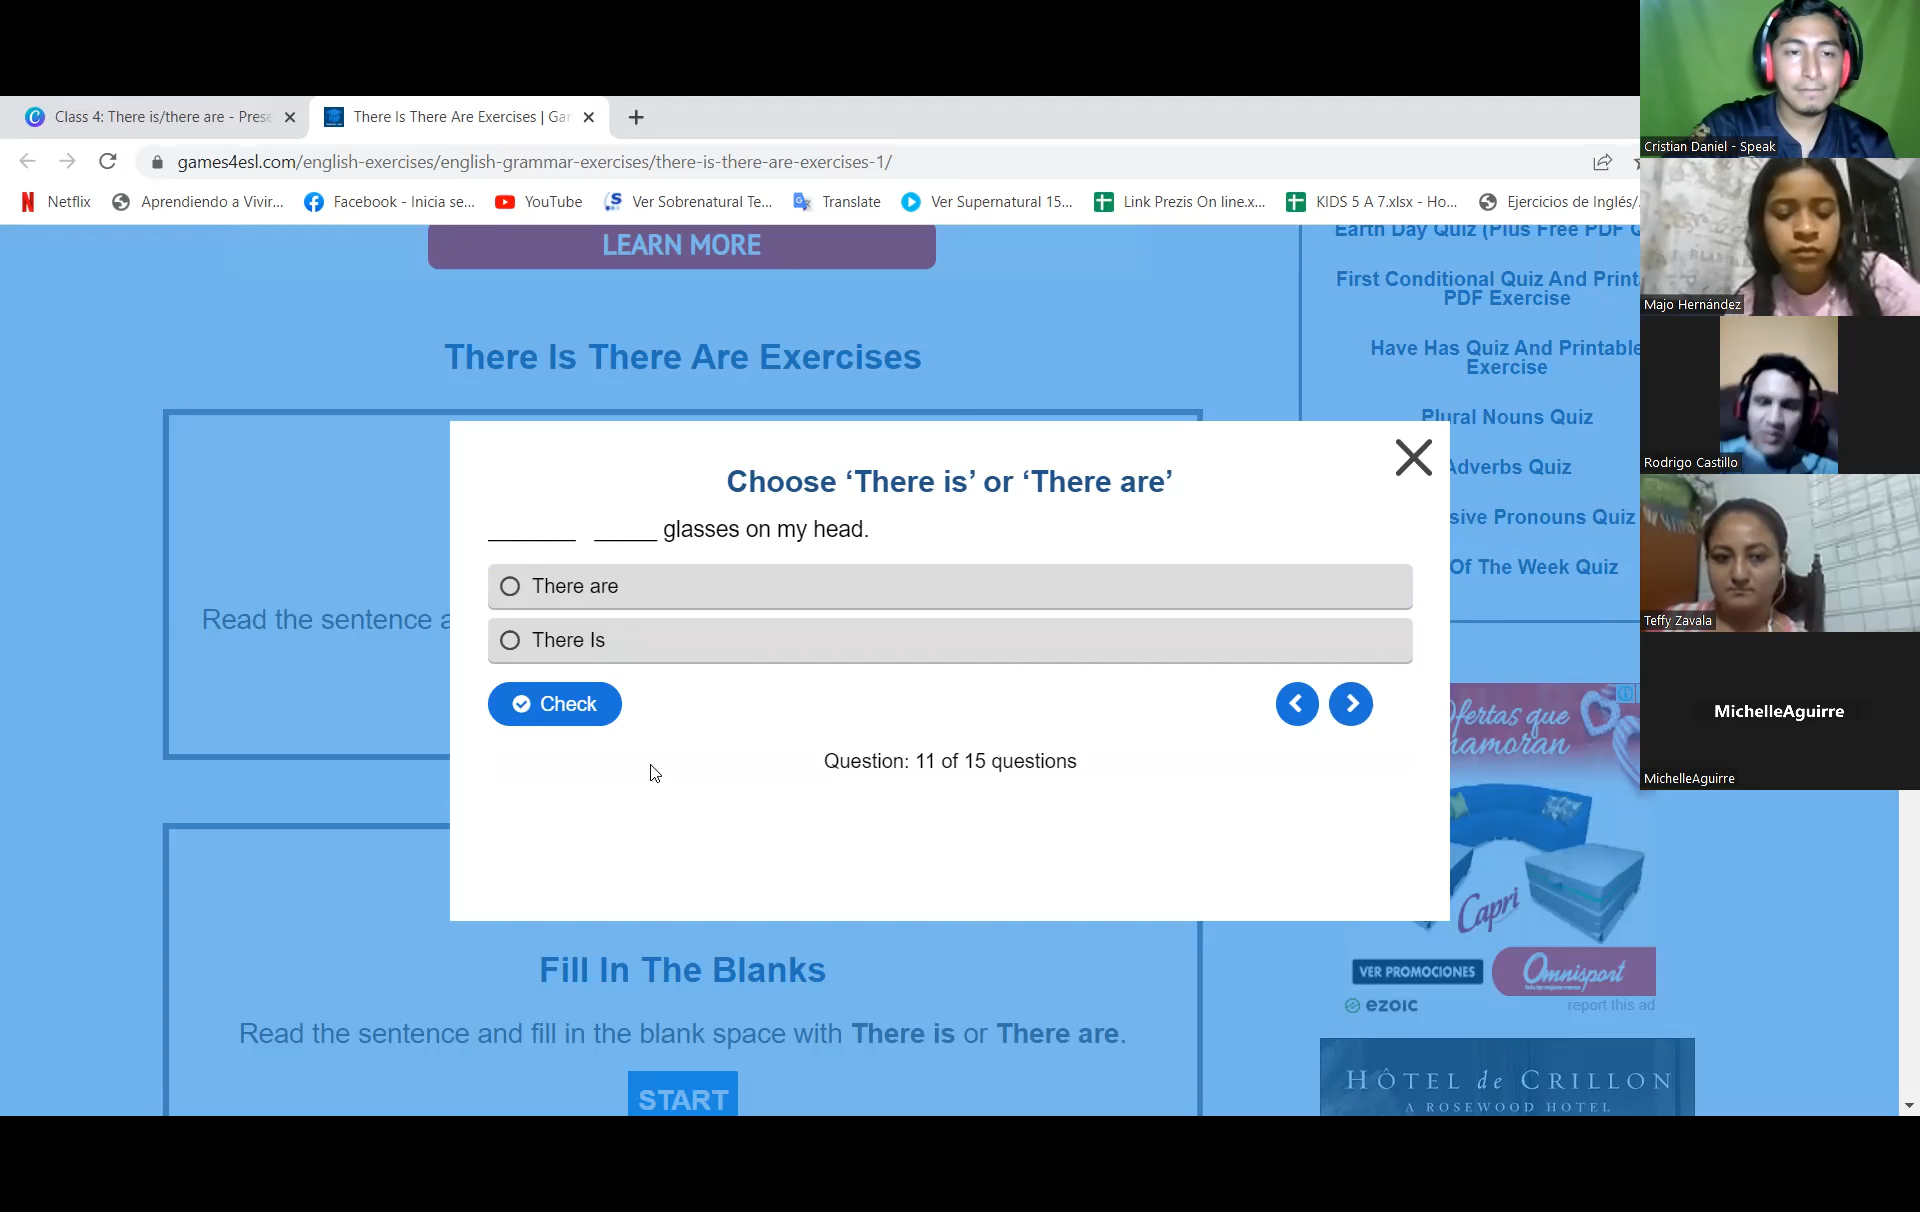 Class 4: There is/there are - Prese
There Is There Are Exercises | Gar
games4esl.com/english-exercises/english-grammar-exercises/there-is-there-are-exercises-1/
Netflix
Aprendiendo a Vivir...
Facebook - Inicia se...
YouTube
Ver Sobrenatural Te...
Translate
Ver Supernatural 15...
Link Prezis On line.x...
KIDS 5 A 7.xlsx - Ho...
Ejercicios de Inglés/.
LEARN MORE
There Is There Are Exercises
Read the sentence a
Choose ‘There is’ or ‘There are’
_______ _____ glasses on my head.
There are
There Is
Check
Question: 11 of 15 questions
Fill In The Blanks
Read the sentence and fill in the blank space with There is or There are.
START
Earth Day Quiz (Plus Free PDF
First Conditional Quiz And Print
PDF Exercise
Have Has Quiz And Printable
Exercise
Plural Nouns Quiz
Adverbs Quiz
sive Pronouns Quiz
Of The Week Quiz
Ofertas que
namoran
Capri
VER PROMOCIONES
Omnisport
ezoic
report this ad
HÔTEL de CRILLON
A ROSEWOOD HOTEL
Cristian Daniel - Speak
Majo Hernández
Rodrigo Castillo
Teffy Zavala
MichelleAguirre
MichelleAguirre